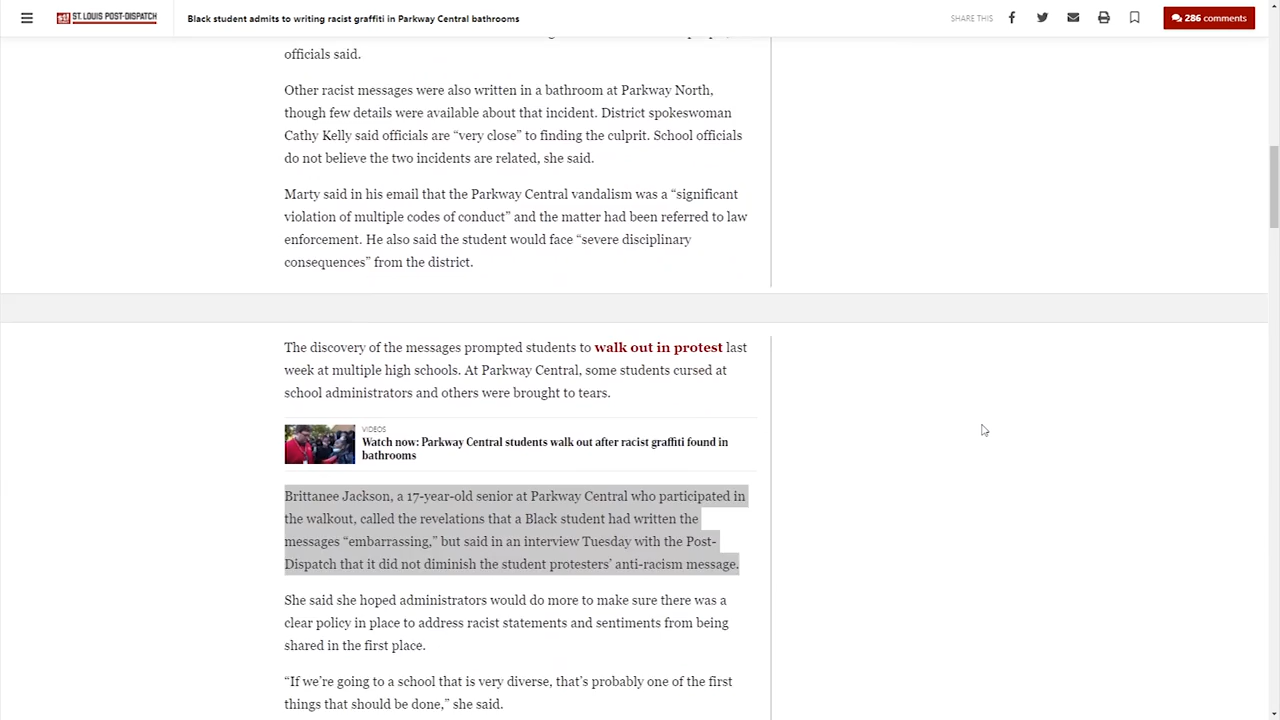 ST. LOUIS POST-DISPATCH
Black student admits to writing racist graffiti in Parkway Central bathrooms
SHARE THIS
286 comments
officials said.
Other racist messages were also written in a bathroom at Parkway North,
though few details were available about that incident. District spokeswoman
Cathy Kelly said officials are “very close” to finding the culprit. School officials
do not believe the two incidents are related, she said.
Marty said in his email that the Parkway Central vandalism was a “significant
violation of multiple codes of conduct” and the matter had been referred to law
enforcement. He also said the student would face “severe disciplinary
consequences” from the district.
The discovery of the messages prompted students to walk out in protest last
week at multiple high schools. At Parkway Central, some students cursed at
school administrators and others were brought to tears.
VIDEOS
Watch now: Parkway Central students walk out after racist graffiti found in
bathrooms
Brittanee Jackson, a 17-year-old senior at Parkway Central who participated in
the walkout, called the revelations that a Black student had written the
messages “embarrassing,” but said in an interview Tuesday with the Post-
Dispatch that it did not diminish the student protesters’ anti-racism message.
She said she hoped administrators would do more to make sure there was a
clear policy in place to address racist statements and sentiments from being
shared in the first place.
“If we’re going to a school that is very diverse, that’s probably one of the first
things that should be done,” she said.